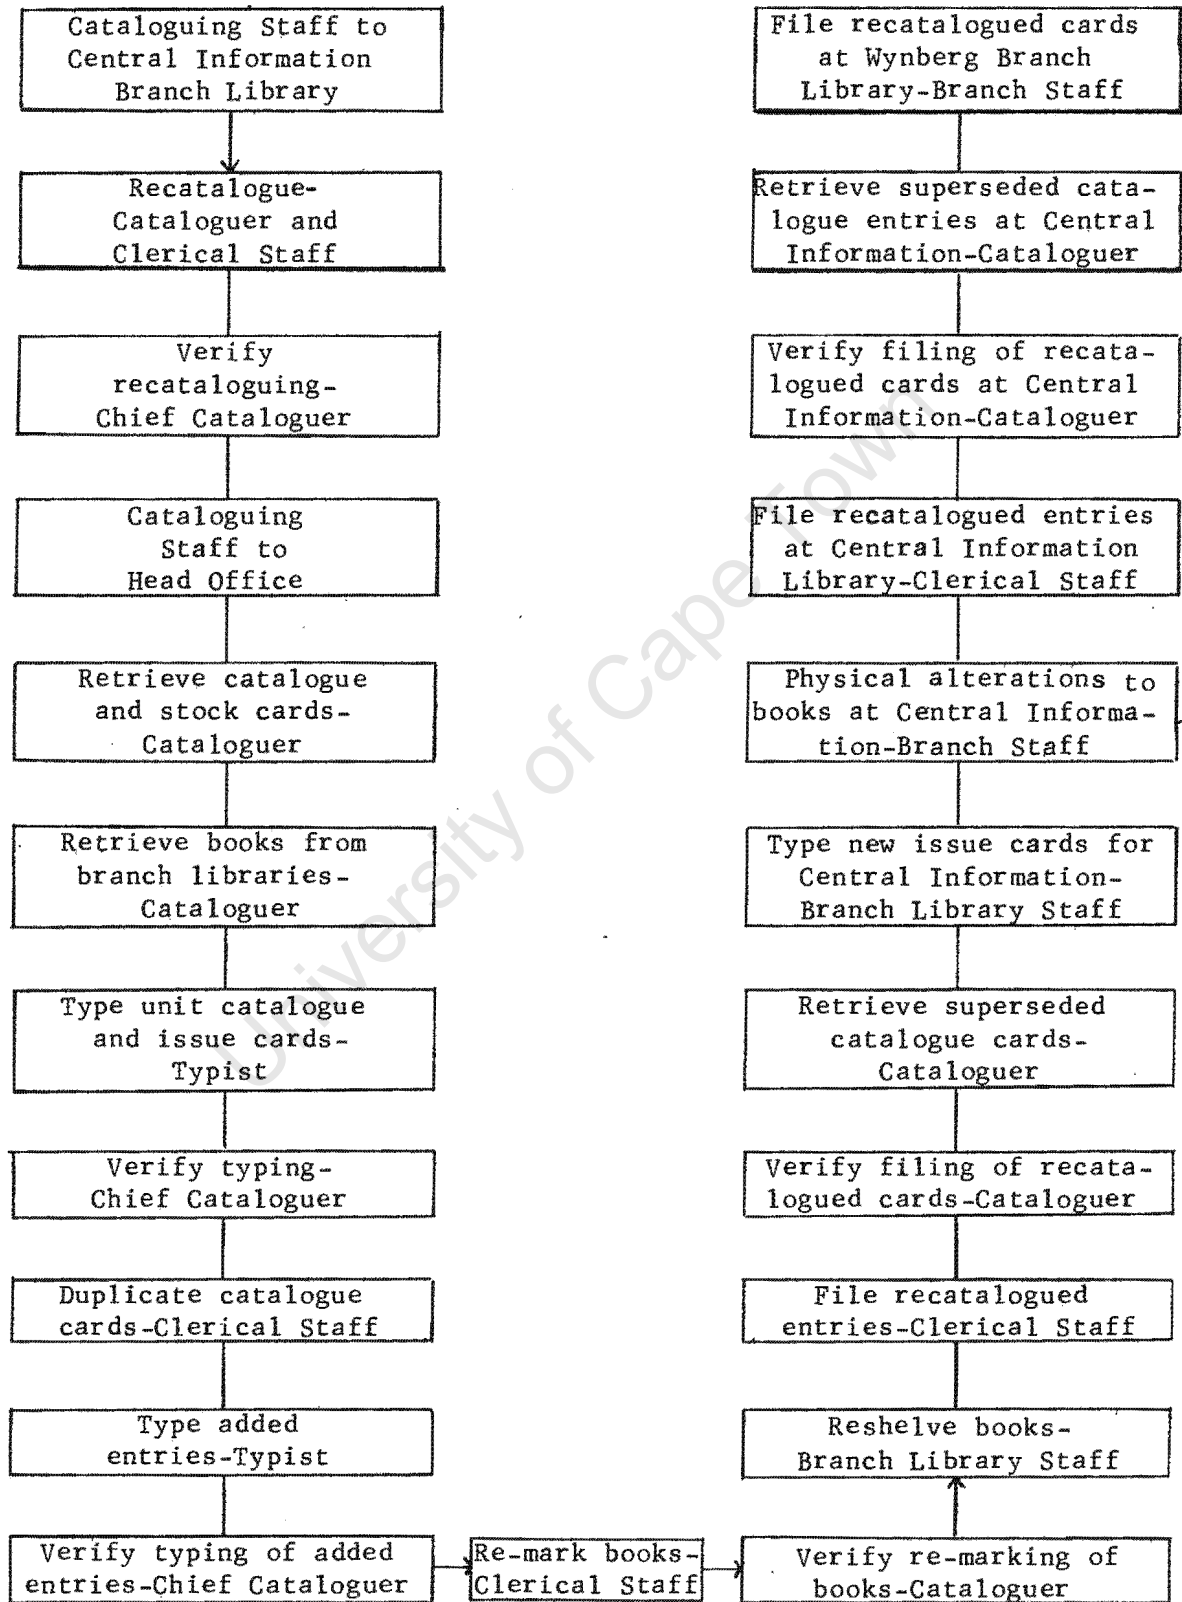 Cataloguing Staff to
Central Information
Branch Library
Recatalogue-
Cataloguer and
Clerical Staff
Verify
recataloguing-
Chief Cataloguer
Cataloguing
Staff to
Head Office
Retrieve catalogue
and stock cards-
Cataloguer
Retrieve books from
branch libraries-
Cataloguer
Type unit catalogue
and issue cards-
Typist
Verify typing-
Chief Cataloguer
Duplicate catalogue
cards-Clerical Staff
Type added
entries-Typist
Verify typing of added
entries-Chief Cataloguer
Re-mark books-
Clerical Staff
Verify re-marking of
books-Cataloguer
Reshelve books-
Branch Library Staff
File recatalogued
entries-Clerical Staff
Verify filing of recata-
logued cards-Cataloguer
Retrieve superseded
catalogue cards-
Cataloguer
Type new issue cards for
Central Information-
Branch Library Staff
Physical alterations to
books at Central Informa-
tion-Branch Staff
File recatalogued entries
at Central Information
Library-Clerical Staff
Verify filing of recata-
logued cards at Central
Information-Cataloguer
Retrieve superseded cata-
logue entries at Central
Information-Cataloguer
File recatalogued cards
at Wynberg Branch
Library-Branch Staff
University of Cape Town